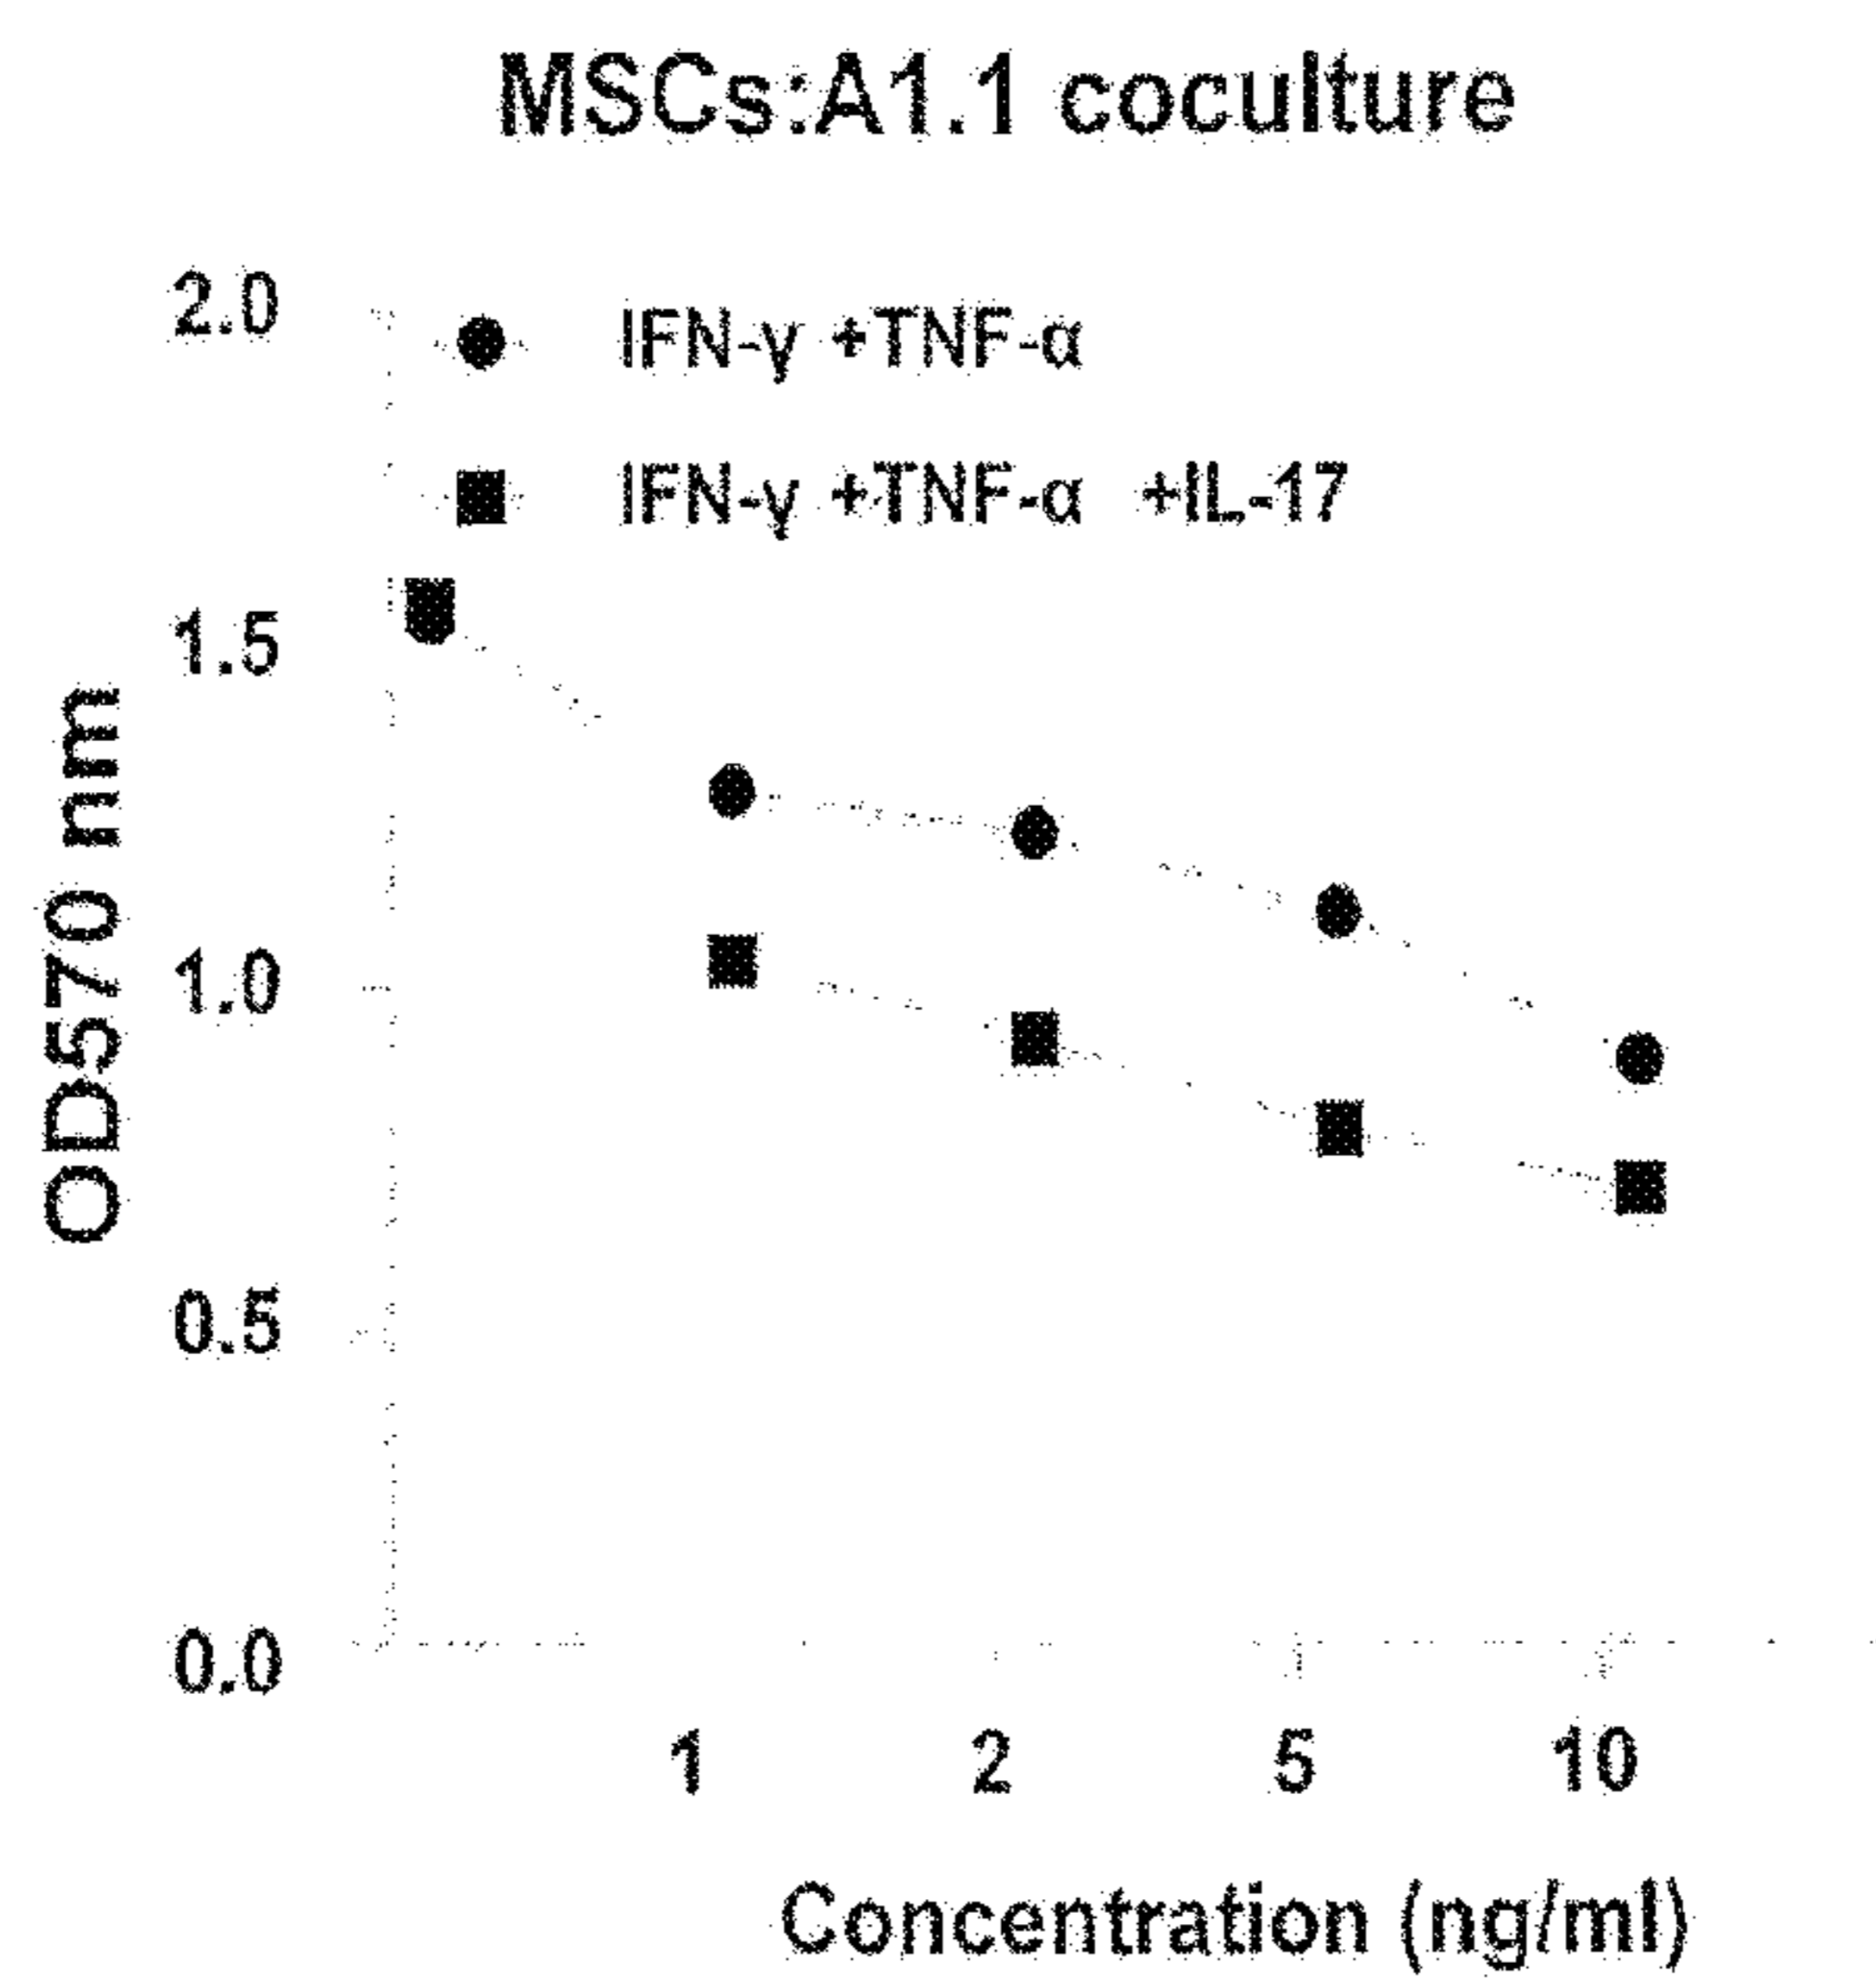 MSCs:A1.1 coculture
2.0
IFN-γ +TNF-α
IFN-γ +TNF-α +IL-17
1.5
OD570 nm
1.0
0.5
0.0
1 2 5 10
Concentration (ng/ml)